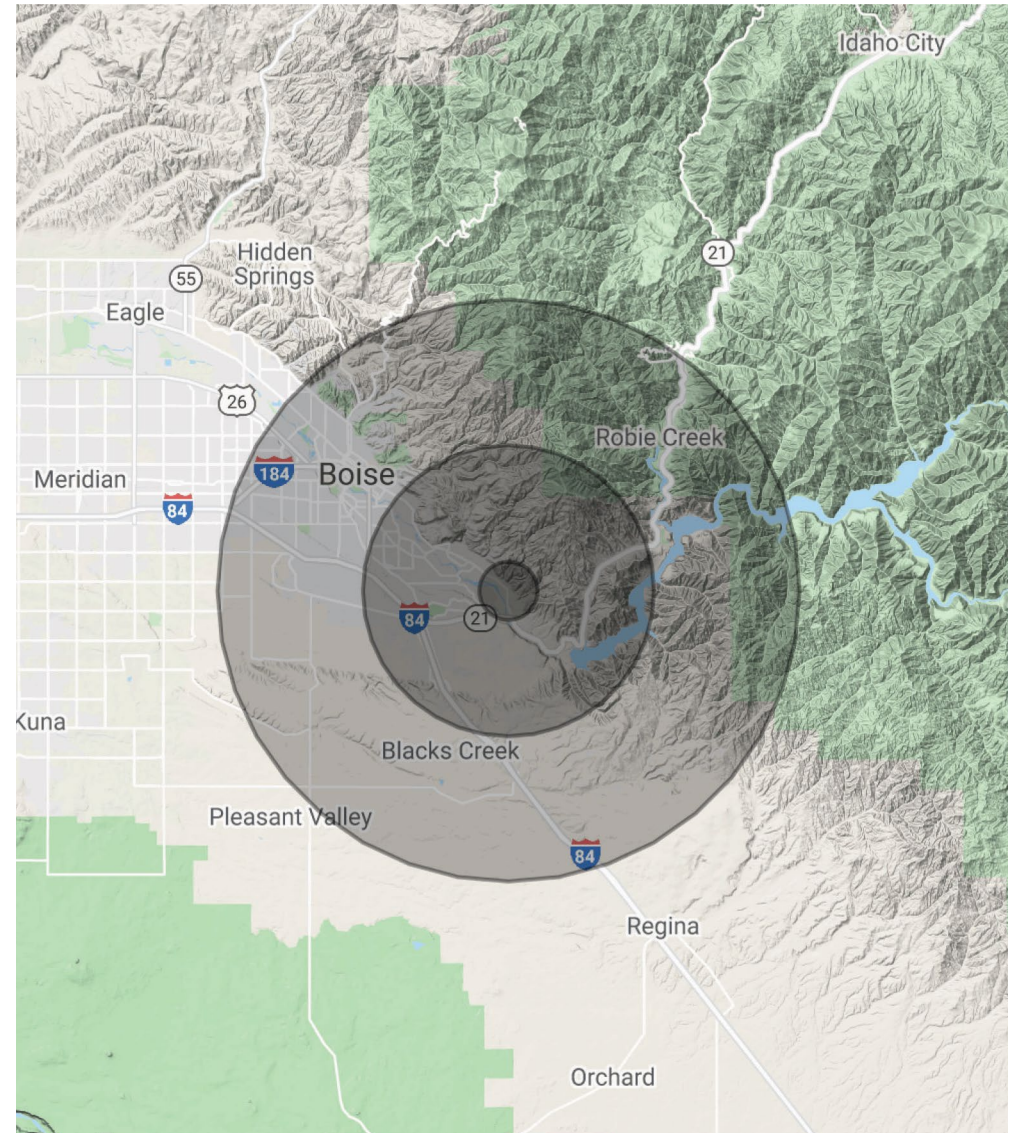 Idaho City
Hidden
Springs
21
55
Eagle
26
Robie Creek
184
Boise
Meridian
84
84
21
Kuna
Blacks Creek
Pleasant Valley
84
Regina
Orchard